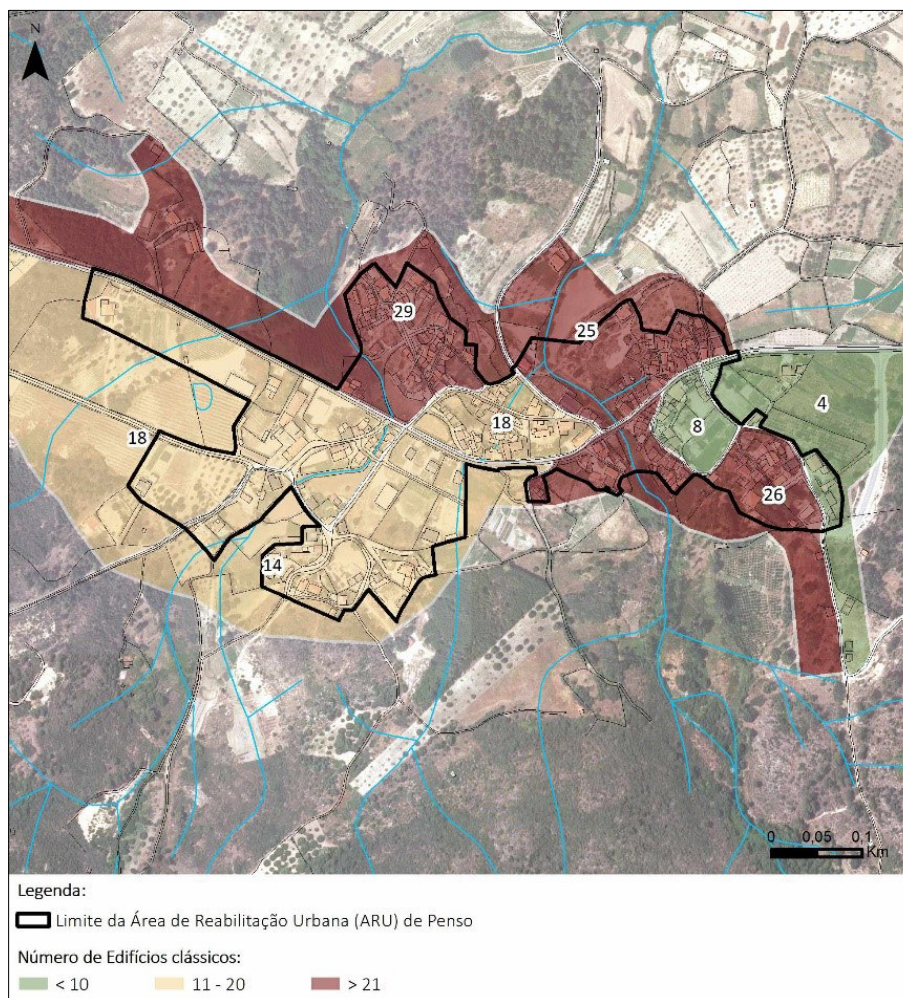 N
29
25
4
18
8
18
26
14
0 0,05 0,1
Km
Legenda:
Limite da Área de Reabilitação Urbana (ARU) de Penso
Número de Edifícios clássicos:
< 10 11 - 20 > 21